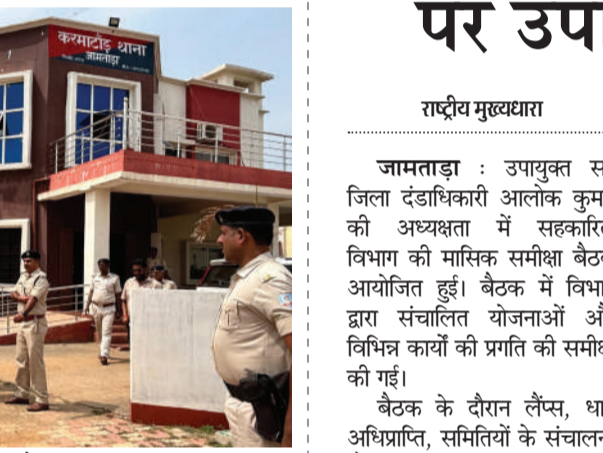 करमाटाँड़ थाना
जामताड़ा
पर उपा
राष्ट्रीय मुख्यधारा
जामताड़ा : उपायुक्त स
जिला दंडाधिकारी आलोक कुमा
की अध्यक्षता में सहकारित
विभाग की मासिक समीक्षा बैठक
आयोजित हुई। बैठक में विभा
द्वारा संचालित योजनाओं औ
विभिन्न कार्यों की प्रगति की समीक्ष
की गई।
बैठक के दौरान लैंप्स, धा
अधिप्राप्ति, समितियों के संचालन